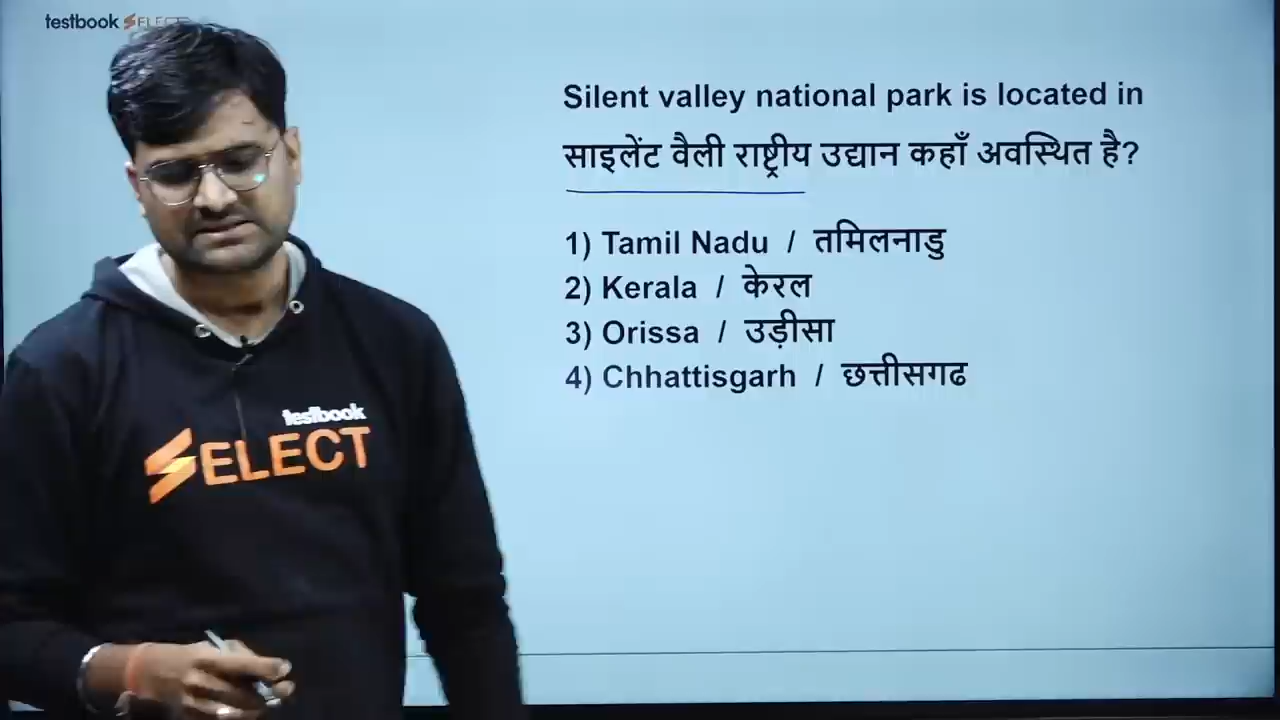 testbook SELECT
Silent valley national park is located in
साइलेंट वैली राष्ट्रीय उद्यान कहाँ अवस्थित है?
1) Tamil Nadu / तमिलनाडु
2) Kerala / केरल
3) Orissa / उड़ीसा
4) Chhattisgarh / छत्तीसगढ
testbook
SELECT